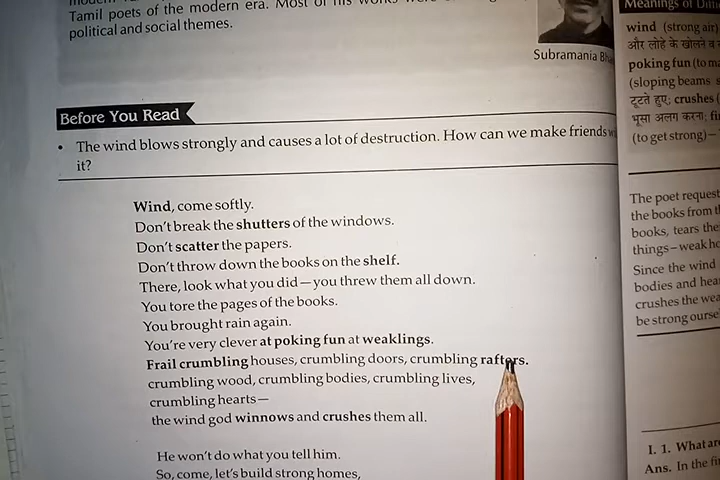 Tamil poets of the modern era. Most of his works
political and social themes.
Subramania
Before You Read
• The wind blows strongly and causes a lot of destruction. How can we make friends
it?
Wind, come softly.
Don't break the shutters of the windows.
Don't scatter the papers.
Don't throw down the books on the shelf.
There, look what you did—you threw them all down.
You tore the pages of the books.
You brought rain again.
You're very clever at poking fun at weaklings.
Frail crumbling houses, crumbling doors, crumbling rafters.
crumbling wood, crumbling bodies, crumbling lives,
crumbling hearts—
the wind god winnows and crushes them all.
He won't do what you tell him.
So, come, let's build strong homes,
Meanings of
wind (strong air)
और लोहे के खोलने
poking fun (to
(sloping beams
टूटते हुए; crushes
भूसा अलग करना;
(to get strong)–
The poet request
the books from
books, tears the
things–weak
Since the wind
bodies and
crushes the
be strong
I. 1. What are
Ans. In the